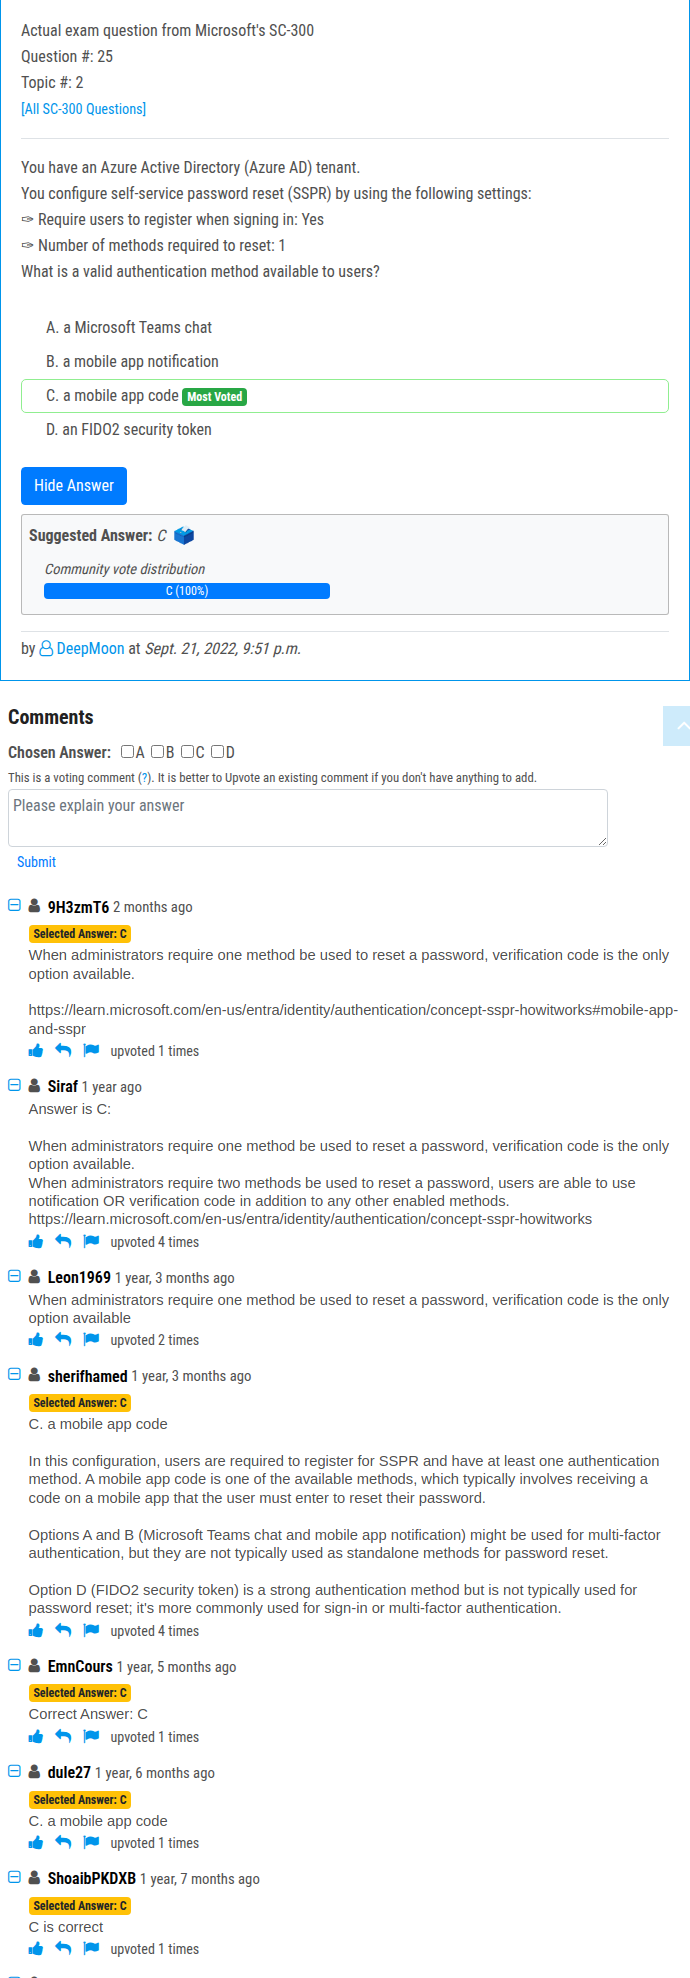 Actual exam question from Microsoft's SC-300
Question #: 25
Topic #: 2
[All SC-300 Questions]
You have an Azure Active Directory (Azure AD) tenant.
You configure self-service password reset (SSPR) by using the following settings:
✑ Require users to register when signing in: Yes
✑ Number of methods required to reset: 1
What is a valid authentication method available to users?
A. a Microsoft Teams chat
B. a mobile app notification
C. a mobile app code Most Voted
D. an FIDO2 security token
Hide Answer
Suggested Answer: C
Community vote distribution
C (100%)
by DeepMoon at Sept. 21, 2022, 9:51 p.m.
Comments
Chosen Answer: A B C D
This is a voting comment (?). It is better to Upvote an existing comment if you don't have anything to add.
Please explain your answer
Submit
9H3zmT6 2 months ago
Selected Answer: C
When administrators require one method be used to reset a password, verification code is the only
option available.
https://learn.microsoft.com/en-us/entra/identity/authentication/concept-sspr-howitworks#mobile-app-
and-sspr
upvoted 1 times
Siraf 1 year ago
Answer is C:
When administrators require one method be used to reset a password, verification code is the only
option available.
When administrators require two methods be used to reset a password, users are able to use
notification OR verification code in addition to any other enabled methods.
https://learn.microsoft.com/en-us/entra/identity/authentication/concept-sspr-howitworks
upvoted 4 times
Leon1969 1 year, 3 months ago
When administrators require one method be used to reset a password, verification code is the only
option available
upvoted 2 times
sherifhamed 1 year, 3 months ago
Selected Answer: C
C. a mobile app code
In this configuration, users are required to register for SSPR and have at least one authentication
method. A mobile app code is one of the available methods, which typically involves receiving a
code on a mobile app that the user must enter to reset their password.
Options A and B (Microsoft Teams chat and mobile app notification) might be used for multi-factor
authentication, but they are not typically used as standalone methods for password reset.
Option D (FIDO2 security token) is a strong authentication method but is not typically used for
password reset; it's more commonly used for sign-in or multi-factor authentication.
upvoted 4 times
EmnCours 1 year, 5 months ago
Selected Answer: C
Correct Answer: C
upvoted 1 times
dule27 1 year, 6 months ago
Selected Answer: C
C. a mobile app code
upvoted 1 times
ShoaibPKDXB 1 year, 7 months ago
Selected Answer: C
C is correct
upvoted 1 times